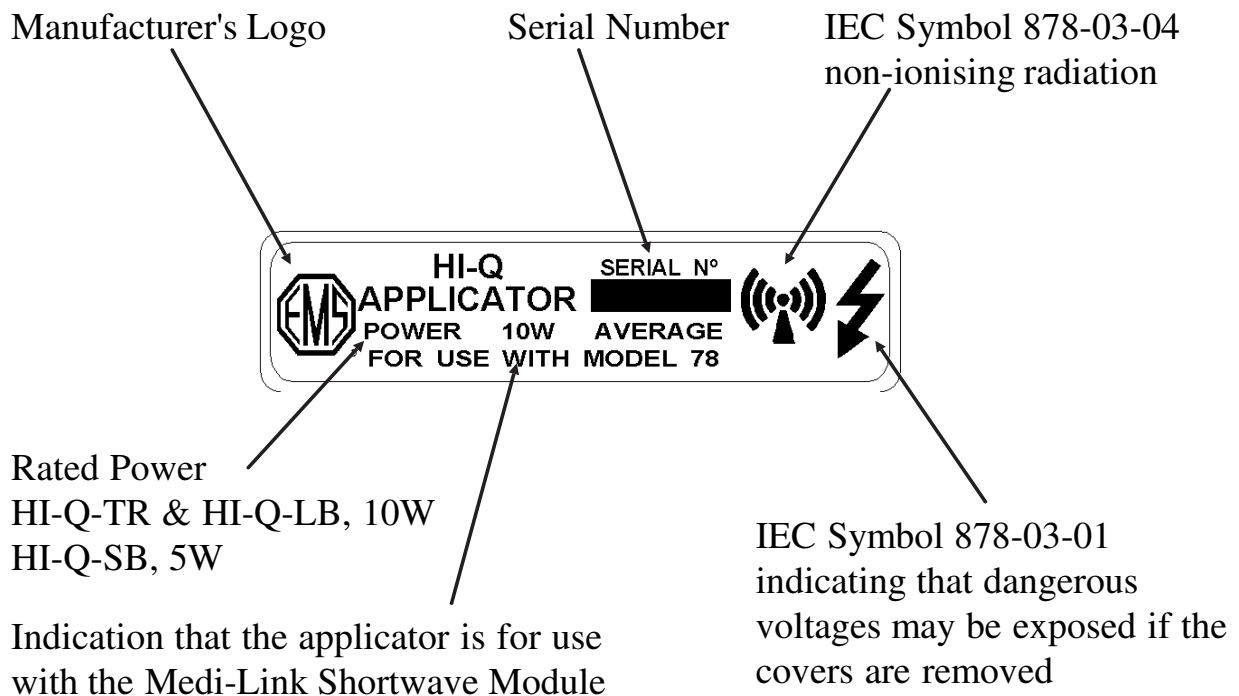 Manufacturer's Logo
Serial Number
IEC Symbol 878-03-04
non-ionising radiation
EMS
HI-Q
APPLICATOR
SERIAL Nº
POWER 10W AVERAGE
FOR USE WITH MODEL 78
Rated Power
HI-Q-TR & HI-Q-LB, 10W
HI-Q-SB, 5W
Indication that the applicator is for use
with the Medi-Link Shortwave Module
IEC Symbol 878-03-01
indicating that dangerous
voltages may be exposed if the
covers are removed